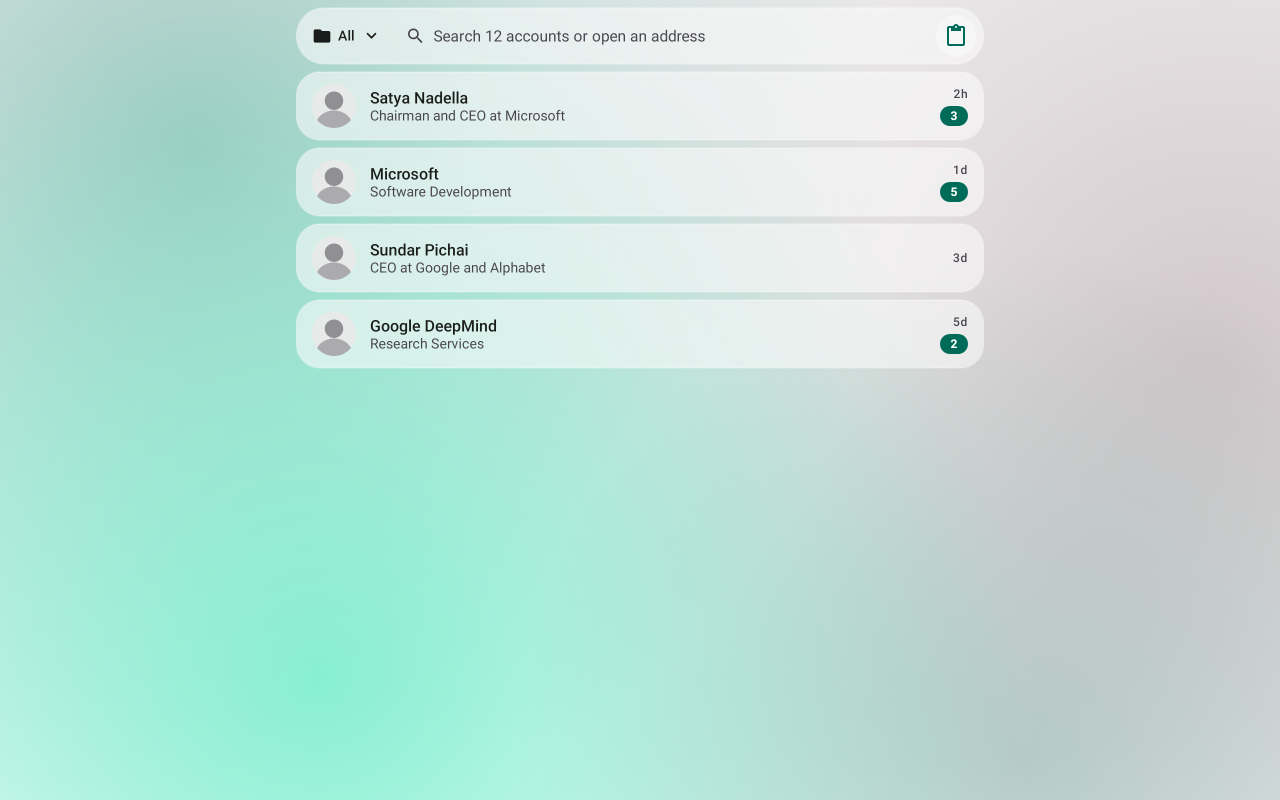 All
Search 12 accounts or open an address
Satya Nadella
Chairman and CEO at Microsoft
2h
3
Microsoft
Software Development
1d
5
Sundar Pichai
CEO at Google and Alphabet
3d
Google DeepMind
Research Services
5d
2